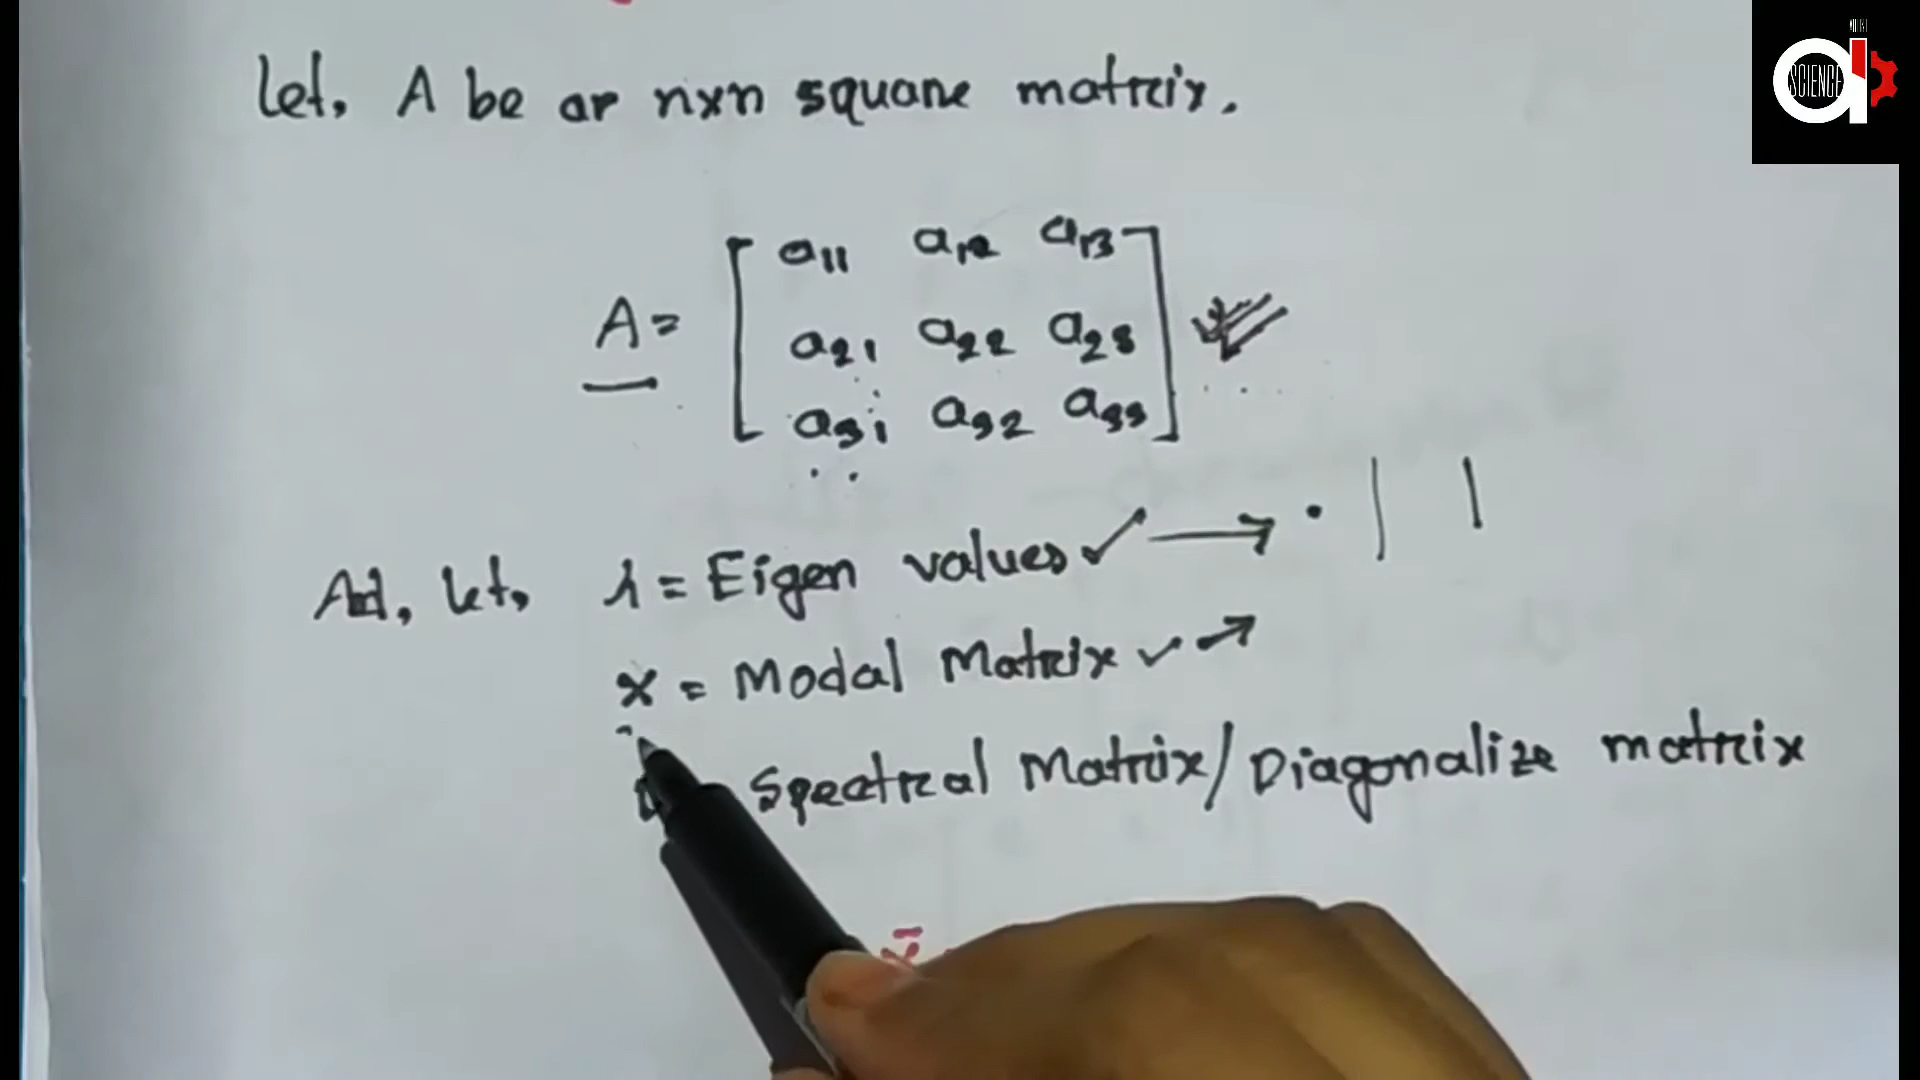 let, A be an nxn square matrix.
A = [ a11 a12 a13
a21 a22 a23
a31 a32 a33 ]
And, let, λ = Eigen values
x = Modal Matrix
Spectral Matrix/Diagonalize matrix
SCIENCE